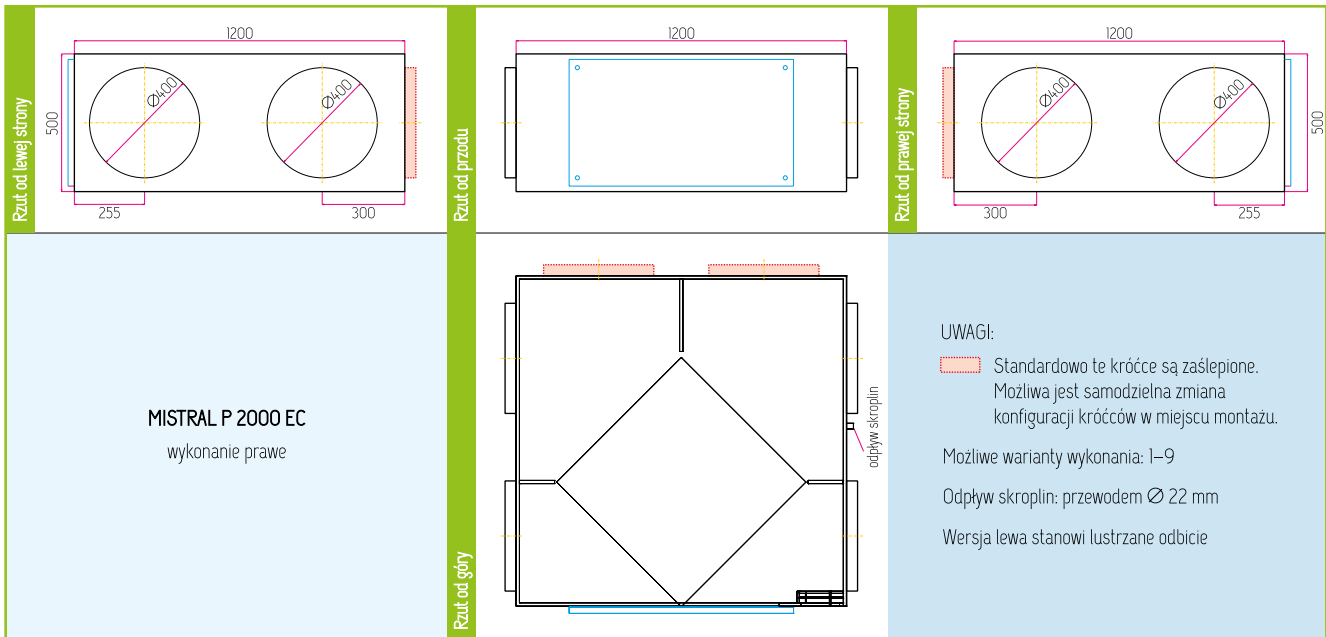 Rzut od lewej strony
1200
500
Ø400
Ø400
255
300
Rzut od przodu
1200
Rzut od prawej strony
1200
Ø400
Ø400
500
300
255
MISTRAL P 2000 EC
wykonanie prawe
Rzut od góry
odpływ skroplin
UWAGI:
Standardowo te króćce są zaślepione.
Możliwa jest samodzielna zmiana
konfiguracji króćców w miejscu montażu.
Możliwe warianty wykonania: 1–9
Odpływ skroplin: przewodem Ø 22 mm
Wersja lewa stanowi lustrzane odbicie